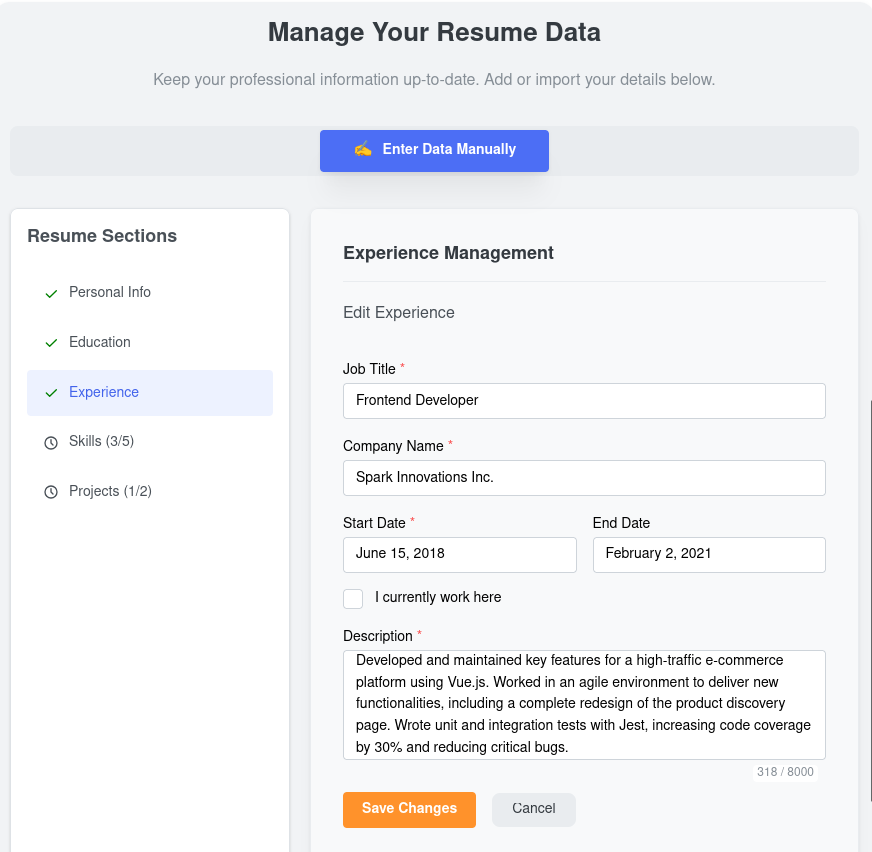 Manage Your Resume Data
Keep your professional information up-to-date. Add or import your details below.
✍️ Enter Data Manually
Resume Sections
Personal Info
Education
Experience
Skills (3/5)
Projects (1/2)
Experience Management
Edit Experience
Job Title *
Frontend Developer
Company Name *
Spark Innovations Inc.
Start Date *
End Date
June 15, 2018
February 2, 2021
I currently work here
Description *
Developed and maintained key features for a high-traffic e-commerce
platform using Vue.js. Worked in an agile environment to deliver new
functionalities, including a complete redesign of the product discovery
page. Wrote unit and integration tests with Jest, increasing code coverage
by 30% and reducing critical bugs.
318 / 8000
Save Changes
Cancel